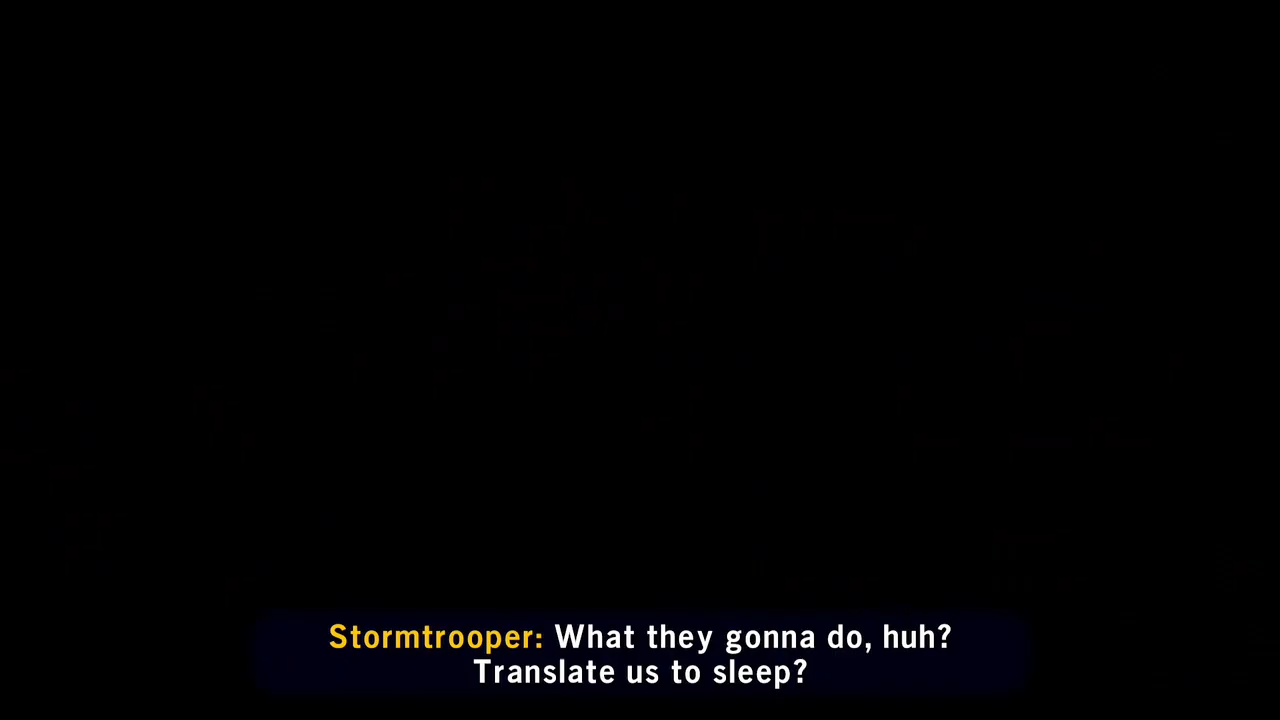 Stormtrooper: What they gonna do, huh?
Translate us to sleep?